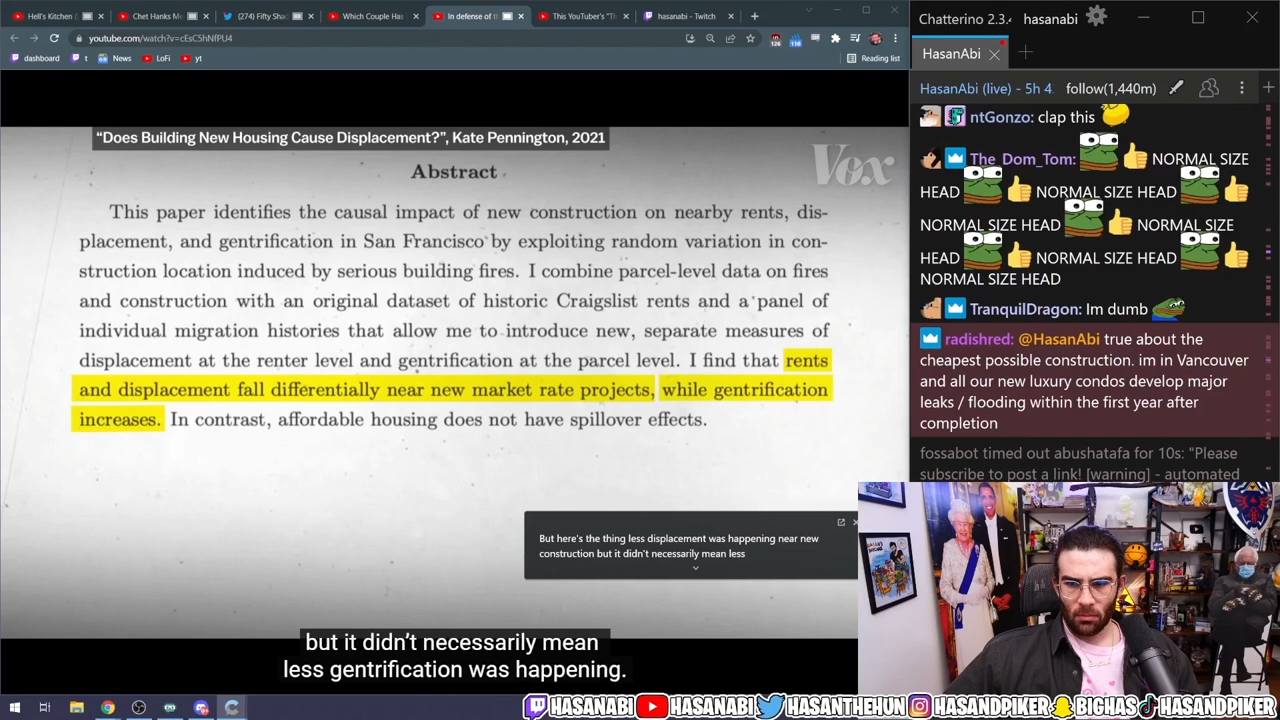 Hell's Kitchen
Chet Hanks M
(274) Fifty Sha
Which Couple Ha
In defense of t
This YouTuber's "Th
hasanabi - Twitch
youtube.com/watch?v=cEsC5hNfPU4
dashboard
t
News
LoFi
yt
Reading list
"Does Building New Housing Cause Displacement?", Kate Pennington, 2021
Vox
Abstract
This paper identifies the causal impact of new construction on nearby rents, dis-
placement, and gentrification in San Francisco by exploiting random variation in con-
struction location induced by serious building fires. I combine parcel-level data on fires
and construction with an original dataset of historic Craigslist rents and a panel of
individual migration histories that allow me to introduce new, separate measures of
displacement at the renter level and gentrification at the parcel level. I find that rents
and displacement fall differentially near new market rate projects, while gentrification
increases. In contrast, affordable housing does not have spillover effects.
But here's the thing less displacement was happening near new
construction but it didn't necessarily mean less
but it didn't necessarily mean
less gentrification was happening.
Chatterino 2.3.
hasanabi
HasanAbi
HasanAbi (live) - 5h 4
follow(1,440m)
ntGonzo: clap this
The_Dom_Tom: NORMAL SIZE
HEAD NORMAL SIZE HEAD
NORMAL SIZE HEAD NORMAL SIZE
HEAD NORMAL SIZE HEAD
NORMAL SIZE HEAD
TranquilDragon: Im dumb
radishred: @HasanAbi true about the
cheapest possible construction. im in Vancouver
and all our new luxury condos develop major
leaks / flooding within the first year after
completion
fossabot timed out abushatafa for 10s: "Please
subscribe to post a link! [warning] - automated
HASANABI HASANABI HASANTHEHUN HASANDPIKER BIGHAS HASANDPIKER